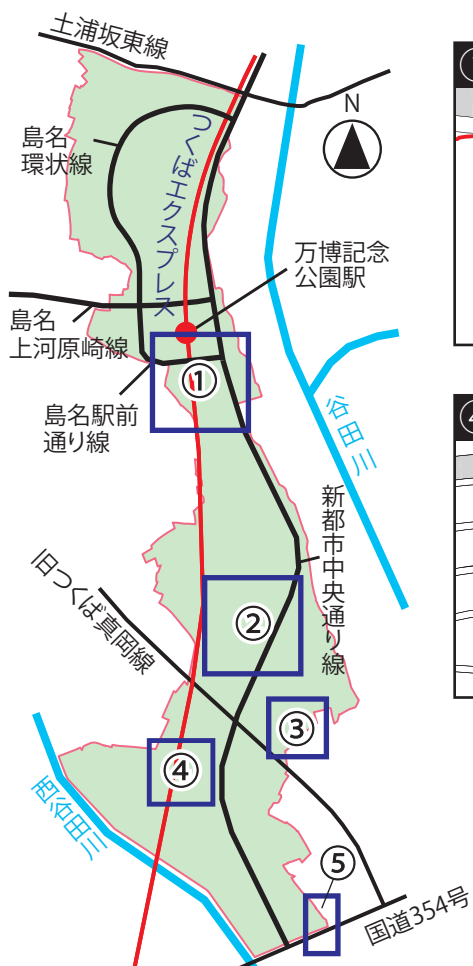 土浦坂東線
島名
環状線
つくばエクスプレス
N
万博記念
公園駅
島名
上河原崎線
①
島名駅前
通り線
谷田川
新都市中央通り線
②
旧つくば真岡線
③
④
西谷田川
⑤
国道354号
④